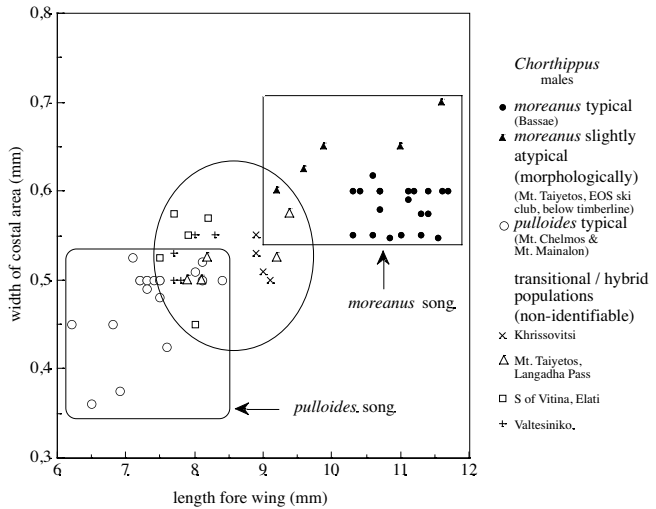 0,8
0,7
0,6
0,5
0,4
0,3
width of costal area (mm)
6
7
8
9
10
11
12
length fore wing (mm)
moreanus song
pulloides song
Chorthippus
males
moreanus typical
(Bassae)
moreanus slightly
atypical
(morphologically)
(Mt. Taiyetos, EOS ski
club, below timberline)
pulloides typical
(Mt. Chelmos &
Mt. Mainalon)
transitional / hybrid
populations
(non-identifiable)
Khrissovitsi
Mt. Taiyetos,
Langadha Pass
S of Vitina, Elati
Valtesiniko